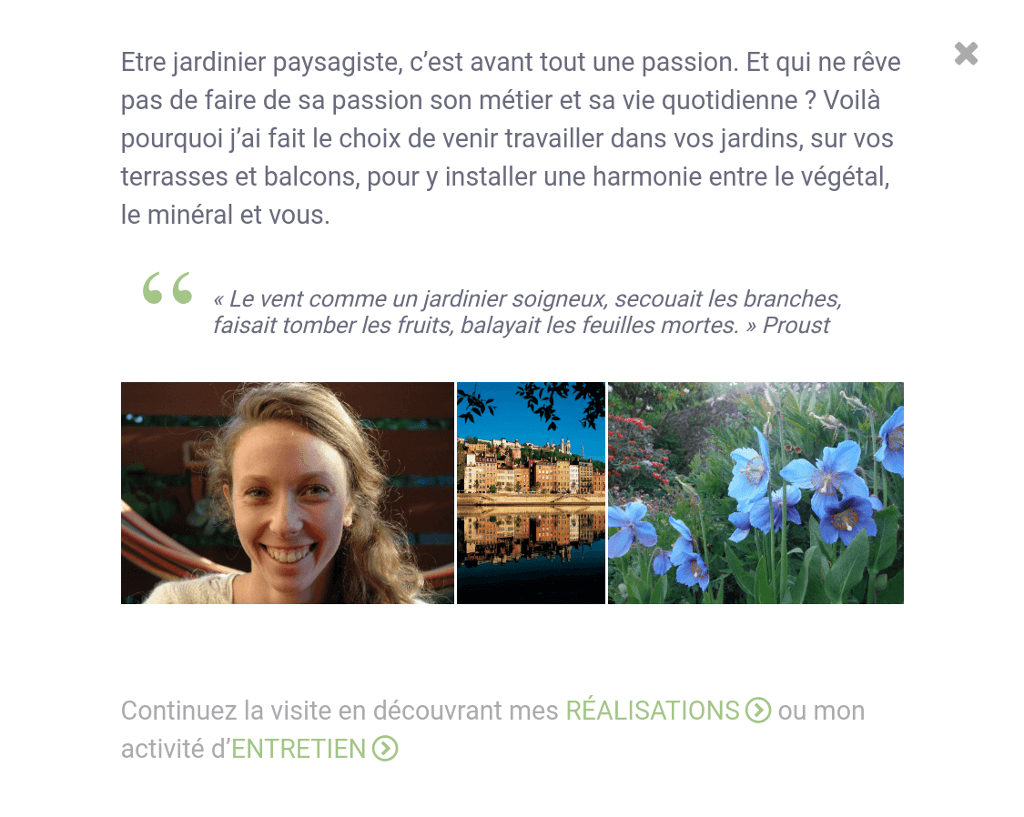 Etre jardinier paysagiste, c’est avant tout une passion. Et qui ne rêve
pas de faire de sa passion son métier et sa vie quotidienne ? Voilà
pourquoi j’ai fait le choix de venir travailler dans vos jardins, sur vos
terrasses et balcons, pour y installer une harmonie entre le végétal,
le minéral et vous.
« Le vent comme un jardinier soigneux, secouait les branches,
faisait tomber les fruits, balayait les feuilles mortes. » Proust
Continuez la visite en découvrant mes RÉALISATIONS ou mon
activité d’ENTRETIEN